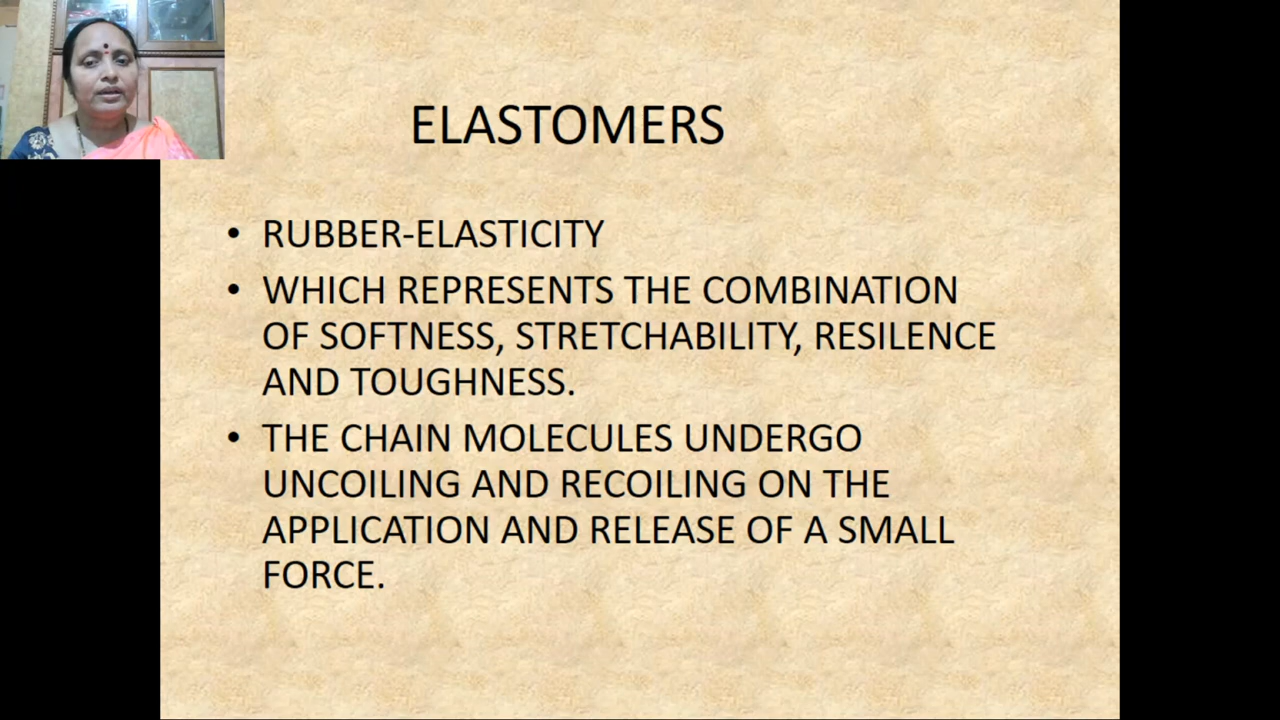 ELASTOMERS
• RUBBER-ELASTICITY
• WHICH REPRESENTS THE COMBINATION
OF SOFTNESS, STRETCHABILITY, RESILENCE
AND TOUGHNESS.
• THE CHAIN MOLECULES UNDERGO
UNCOILING AND RECOILING ON THE
APPLICATION AND RELEASE OF A SMALL
FORCE.